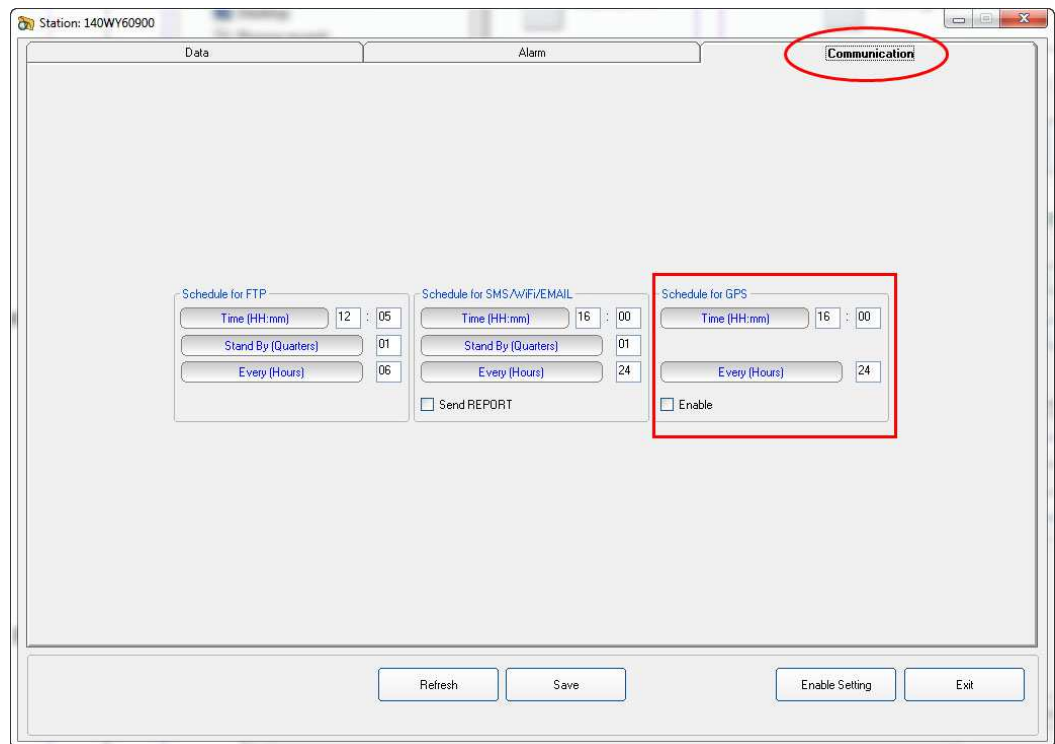 Station: 140WY60900
Data Alarm Communication
Schedule for FTP
Time (HH:mm) 12 : 05
Stand By (Quarters) 01
Every (Hours) 06
Schedule for SMS/WiFi/EMAIL
Time (HH:mm) 16 : 00
Stand By (Quarters) 01
Every (Hours) 24
Send REPORT
Schedule for GPS
Time (HH:mm) 16 : 00
Every (Hours) 24
Enable
Refresh Save Enable Setting Exit